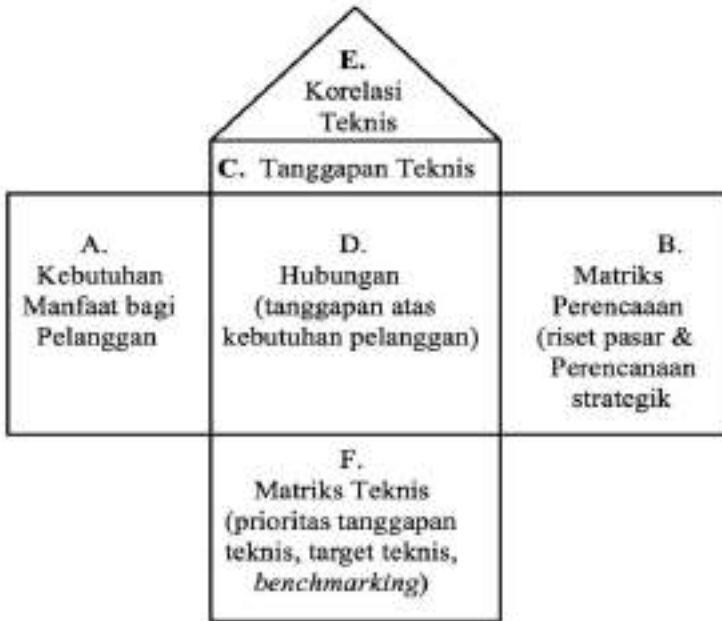 E.
Korelasi
Teknis
C. Tanggapan Teknis
A.
Kebutuhan
Manfaat bagi
Pelanggan
D.
Hubungan
(tanggapan atas
kebutuhan pelanggan)
B.
Matriks
Perencaaan
(riset pasar &
Perencanaan
strategik
F.
Matriks Teknis
(prioritas tanggapan
teknis, target teknis,
benchmarking)